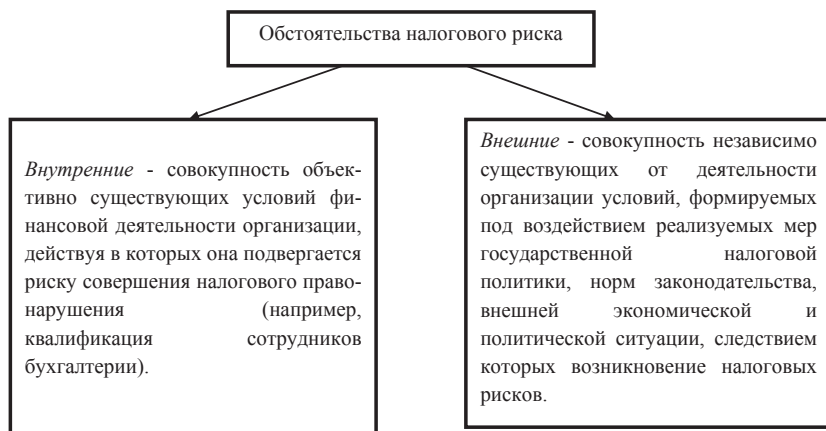 Обстоятельства налогового риска
Внутренние - совокупность объек-
тивно существующих условий фи-
нансовой деятельности организации,
действуя в которых она подвергается
риску совершения налогового право-
нарушения (например,
квалификация сотрудников
бухгалтерии).
Внешние - совокупность независимо
существующих от деятельности
организации условий, формируемых
под воздействием реализуемых мер
государственной налоговой
политики, норм законодательства,
внешней экономической и
политической ситуации, следствием
которых возникновение налоговых
рисков.